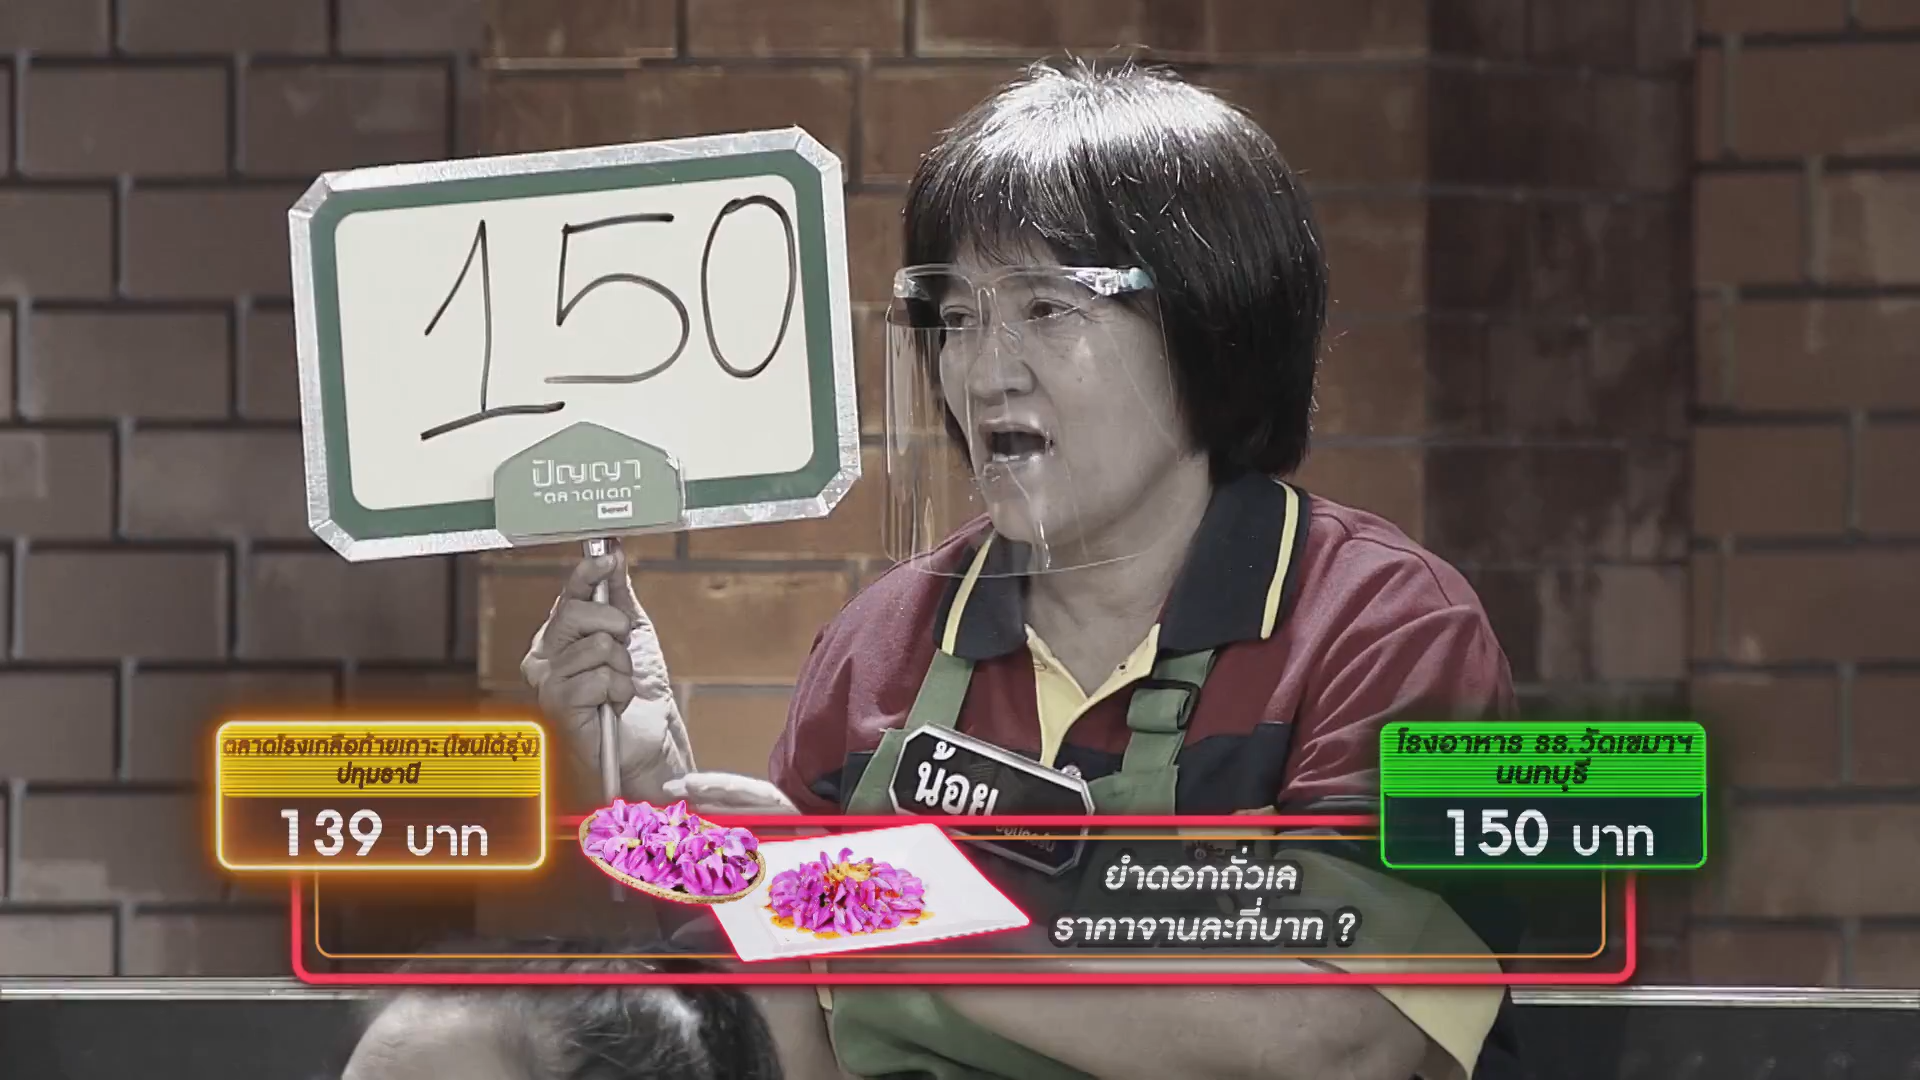 150
ปัญญา
"ตลาดแตก"
น้อย
ตลาดโรงเกลือท้ายเกาะ (โซนโต้รุ่ง)
ปทุมธานี
139 บาท
โรงอาหาร รร.วัดเขมาฯ
นนทบุรี
150 บาท
ยำดอกถั่วเล
ราคาจานละกี่บาท ?